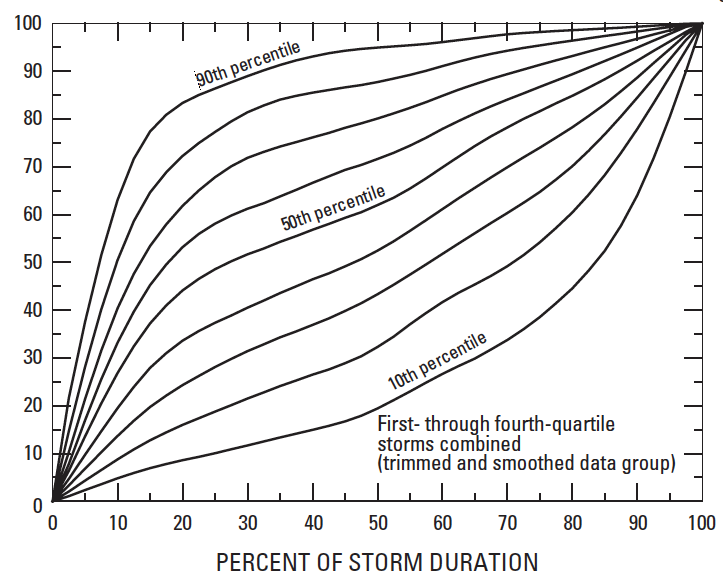 100
90
80
70
60
50
40
30
20
10
0
90th percentile
50th percentile
10th percentile
First- through fourth-quartile
storms combined
(trimmed and smoothed data group)
0 10 20 30 40 50 60 70 80 90 100
PERCENT OF STORM DURATION